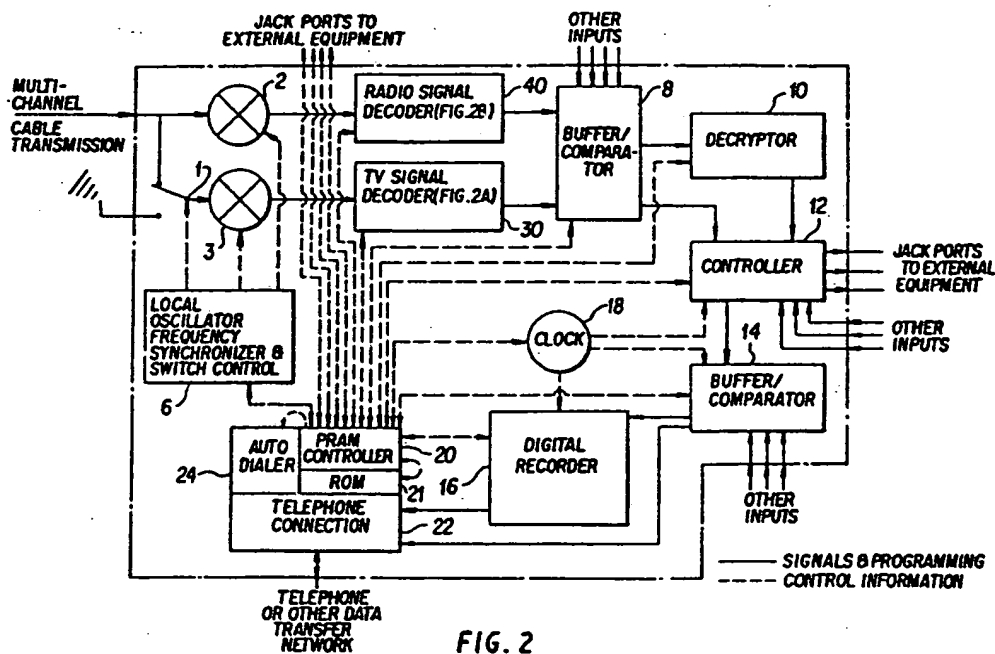 JACK PORTS TO
EXTERNAL EQUIPMENT
OTHER
INPUTS
MULTI-
CHANNEL
CABLE
TRANSMISSION
2
RADIO SIGNAL
DECODER(FIG.2B)
40
8
BUFFER/
COMPARA-
TOR
10
DECRYPTOR
1
3
TV SIGNAL
DECODER(FIG.2A)
30
12
CONTROLLER
JACK PORTS
TO EXTERNAL
EQUIPMENT
OTHER
INPUTS
LOCAL
OSCILLATOR
FREQUENCY
SYNCHRONIZER &
SWITCH CONTROL
6
CLOCK
18
14
BUFFER/
COMPARATOR
24
AUTO
DIALER
PRAM
CONTROLLER
20
ROM
21
TELEPHONE
CONNECTION
22
16
DIGITAL
RECORDER
OTHER
INPUTS
SIGNALS & PROGRAMMING
CONTROL INFORMATION
TELEPHONE
OR OTHER DATA
TRANSFER
NETWORK
FIG. 2